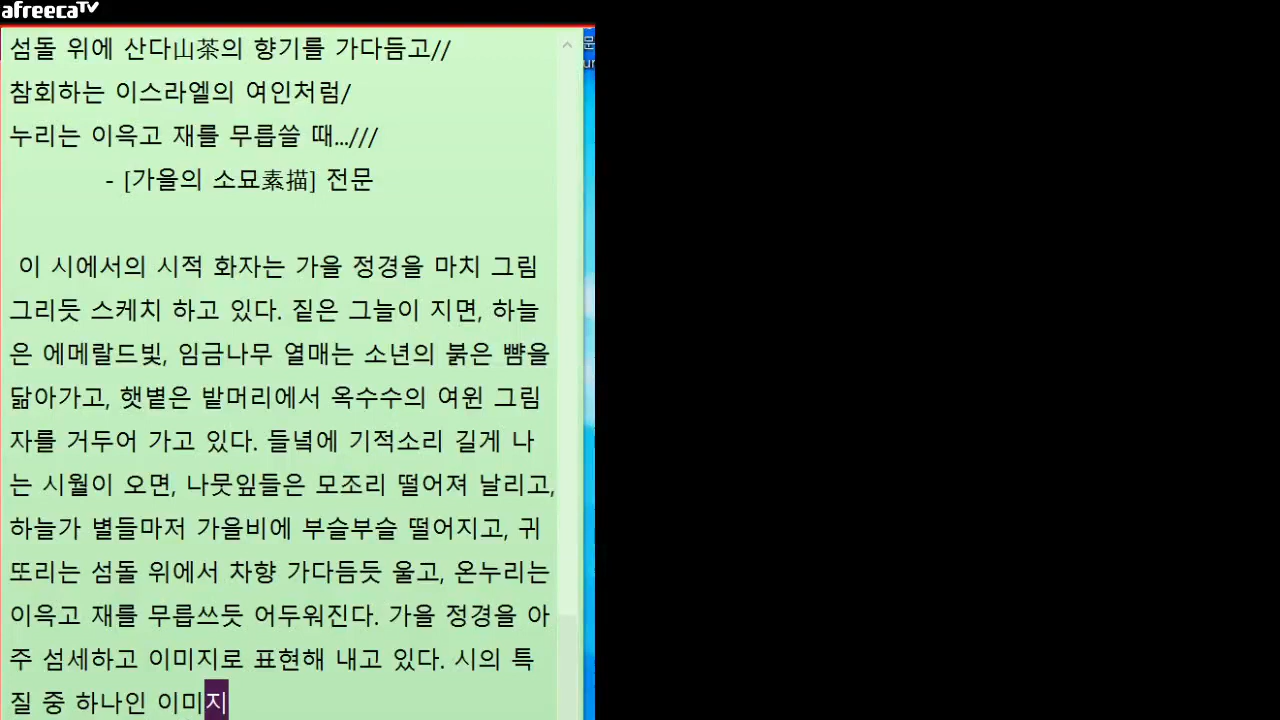 afreecaTV
섬돌 위에 산다山茶의 향기를 가다듬고//
참회하는 이스라엘의 여인처럼/
누리는 이윽고 재를 무릅쓸 때...///
- [가을의 소묘素描] 전문
이 시에서의 시적 화자는 가을 정경을 마치 그림
그리듯 스케치 하고 있다. 짙은 그늘이 지면, 하늘
은 에메랄드빛, 임금나무 열매는 소년의 붉은 뺨을
닮아가고, 햇볕은 밭머리에서 옥수수의 여윈 그림
자를 거두어 가고 있다. 들녘에 기적소리 길게 나
는 시월이 오면, 나뭇잎들은 모조리 떨어져 날리고,
하늘가 별들마저 가을비에 부슬부슬 떨어지고, 귀
또리는 섬돌 위에서 차향 가다듬듯 울고, 온누리는
이윽고 재를 무릅쓰듯 어두워진다. 가을 정경을 아
주 섬세하고 이미지로 표현해 내고 있다. 시의 특
질 중 하나인 이미지